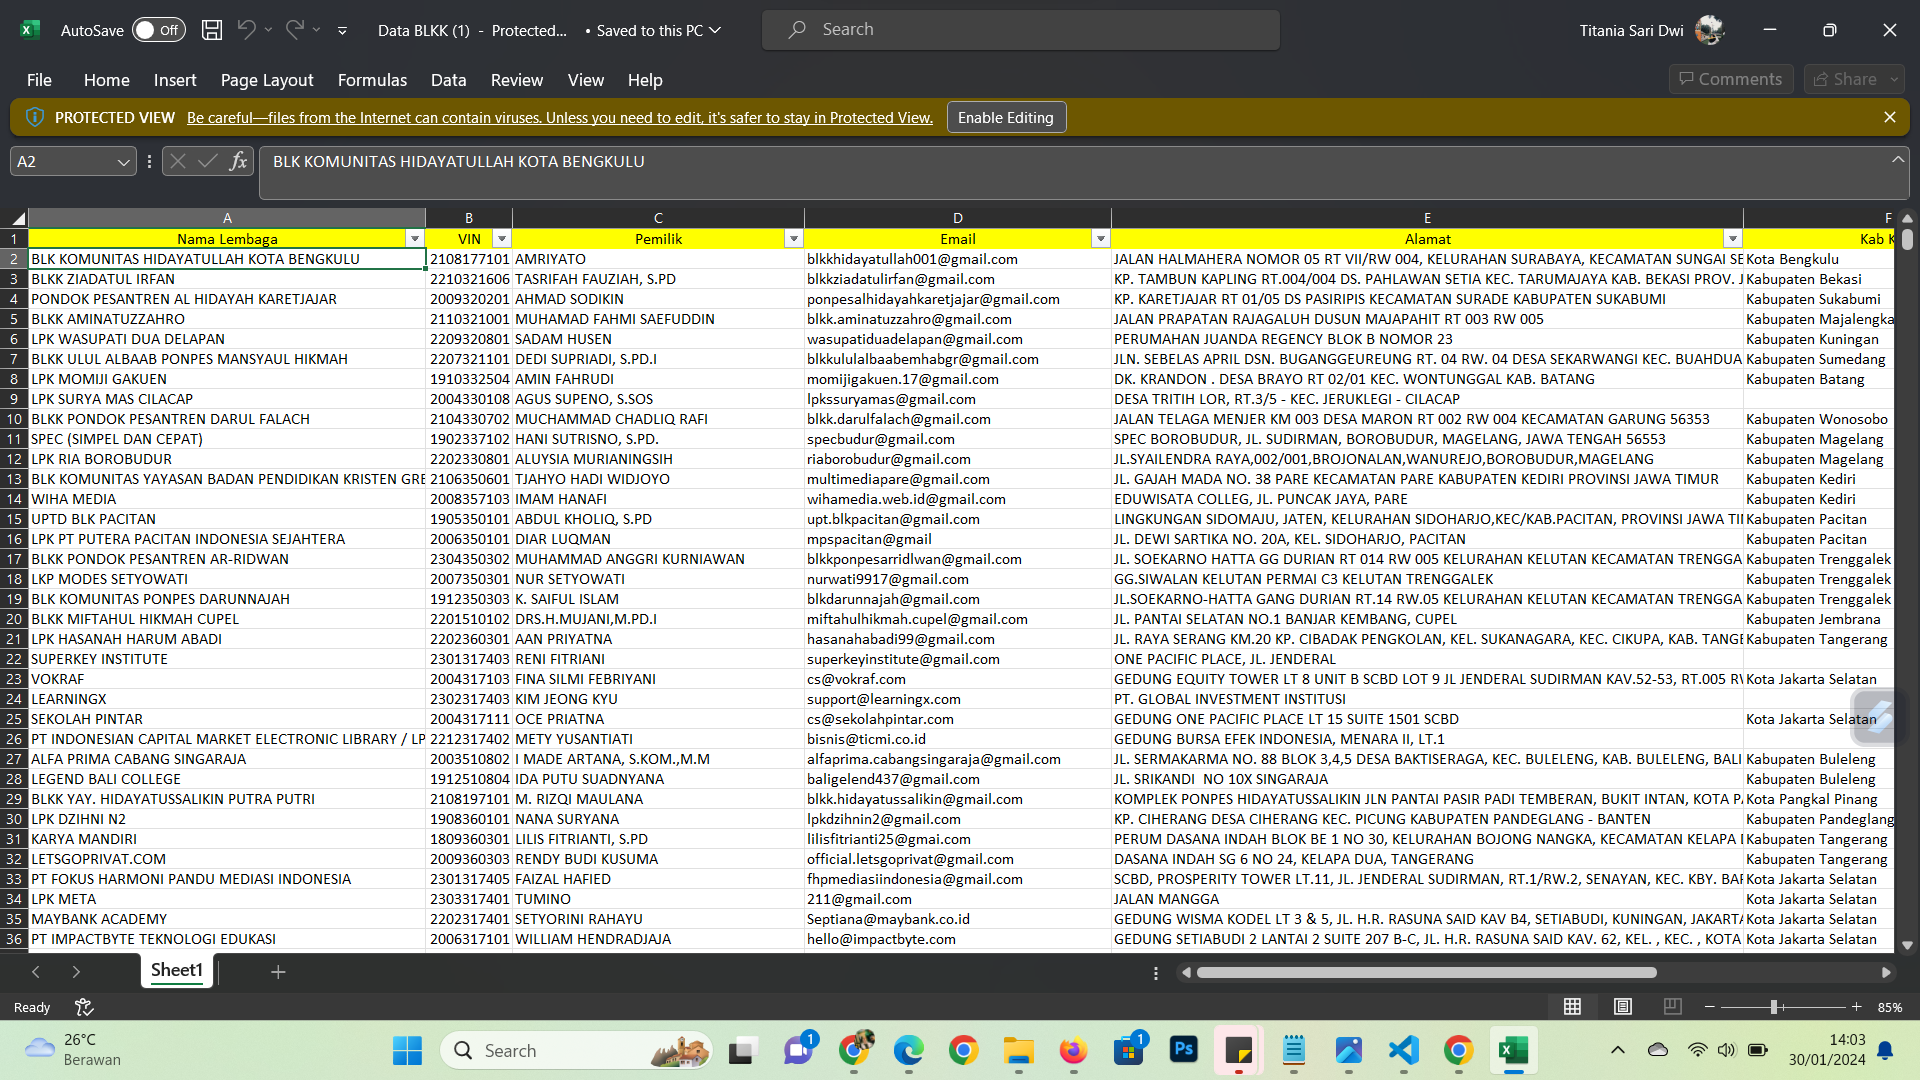 AutoSave Off Data BLKK (1) - Protected... • Saved to this PC Search Titania Sari Dwi
File Home Insert Page Layout Formulas Data Review View Help Comments Share
PROTECTED VIEW Be careful—files from the Internet can contain viruses. Unless you need to edit, it's safer to stay in Protected View. Enable Editing
A2 fx BLK KOMUNITAS HIDAYATULLAH KOTA BENGKULU
A B C D E F
1 Nama Lembaga VIN Pemilik Email Alamat Kab K
2 BLK KOMUNITAS HIDAYATULLAH KOTA BENGKULU 2108177101 AMRIYATO blkkhidayatullah001@gmail.com JALAN HALMAHERA NOMOR 05 RT VII/RW 004, KELURAHAN SURABAYA, KECAMATAN SUNGAI SE Kota Bengkulu
3 BLKK ZIADATUL IRFAN 2210321606 TASRIFAH FAUZIAH, S.PD blkkziadatulirfan@gmail.com KP. TAMBUN KAPLING RT.004/004 DS. PAHLAWAN SETIA KEC. TARUMAJAYA KAB. BEKASI PROV. J Kabupaten Bekasi
4 PONDOK PESANTREN AL HIDAYAH KARETJAJAR 2009320201 AHMAD SODIKIN ponpesalhidayahkaretjajar@gmail.com KP. KARETJAJAR RT 01/05 DS PASIRIPIS KECAMATAN SURADE KABUPATEN SUKABUMI Kabupaten Sukabumi
5 BLKK AMINATUZZAHRO 2110321001 MUHAMAD FAHMI SAEFUDDIN blkk.aminatuzzahro@gmail.com JALAN PRAPATAN RAJAGALUH DUSUN MAJAPAHIT RT 003 RW 005 Kabupaten Majalengka
6 LPK WASUPATI DUA DELAPAN 2209320801 SADAM HUSEN wasupatiduadelapan@gmail.com PERUMAHAN JUANDA REGENCY BLOK B NOMOR 23 Kabupaten Kuningan
7 BLKK ULUL ALBAAB PONPES MANSYAUL HIKMAH 2207321101 DEDI SUPRIADI, S.PD.I blkkululalbaabemhabgr@gmail.com JLN. SEBELAS APRIL DSN. BUGANGGEUREUNG RT. 04 RW. 04 DESA SEKARWANGI KEC. BUAHDUA Kabupaten Sumedang
8 LPK MOMIJI GAKUEN 1910332504 AMIN FAHRUDI momijigakuen.17@gmail.com DK. KRANDON . DESA BRAYO RT 02/01 KEC. WONTUNGGAL KAB. BATANG Kabupaten Batang
9 LPK SURYA MAS CILACAP 2004330108 AGUS SUPENO, S.SOS lpkssuryamas@gmail.com DESA TRITIH LOR, RT.3/5 - KEC. JERUKLEGI - CILACAP
10 BLKK PONDOK PESANTREN DARUL FALACH 2104330702 MUCHAMMAD CHADLIQ RAFI blkk.darulfalach@gmail.com JALAN TELAGA MENJER KM 003 DESA MARON RT 002 RW 004 KECAMATAN GARUNG 56353 Kabupaten Wonosobo
11 SPEC (SIMPEL DAN CEPAT) 1902337102 HANI SUTRISNO, S.PD. specbudur@gmail.com SPEC BOROBUDUR, JL. SUDIRMAN, BOROBUDUR, MAGELANG, JAWA TENGAH 56553 Kabupaten Magelang
12 LPK RIA BOROBUDUR 2202330801 ALUYSIA MURIANINGSIH riaborobudur@gmail.com JL.SYAILENDRA RAYA,002/001,BROJONALAN,WANUREJO,BOROBUDUR,MAGELANG Kabupaten Magelang
13 BLK KOMUNITAS YAYASAN BADAN PENDIDIKAN KRISTEN GRE 2106350601 TJAHYO HADI WIDJOYO multimediapare@gmail.com JL. GAJAH MADA NO. 38 PARE KECAMATAN PARE KABUPATEN KEDIRI PROVINSI JAWA TIMUR Kabupaten Kediri
14 WIHA MEDIA 2008357103 IMAM HANAFI wihamedia.web.id@gmail.com EDUWISATA COLLEG, JL. PUNCAK JAYA, PARE Kabupaten Kediri
15 UPTD BLK PACITAN 1905350101 ABDUL KHOLIQ, S.PD upt.blkpacitan@gmail.com LINGKUNGAN SIDOMAJU, JATEN, KELURAHAN SIDOHARJO,KEC/KAB.PACITAN, PROVINSI JAWA TI Kabupaten Pacitan
16 LPK PT PUTERA PACITAN INDONESIA SEJAHTERA 2006350101 DIAR LUQMAN mpspacitan@gmail JL. DEWI SARTIKA NO. 20A, KEL. SIDOHARJO, PACITAN Kabupaten Pacitan
17 BLKK PONDOK PESANTREN AR-RIDWAN 2304350302 MUHAMMAD ANGGRI KURNIAWAN blkkponpesarridlwan@gmail.com JL. SOEKARNO HATTA GG DURIAN RT 014 RW 005 KELURAHAN KELUTAN KECAMATAN TRENGGA Kabupaten Trenggalek
18 LKP MODES SETYOWATI 2007350301 NUR SETYOWATI nurwati9917@gmail.com GG.SIWALAN KELUTAN PERMAI C3 KELUTAN TRENGGALEK Kabupaten Trenggalek
19 BLK KOMUNITAS PONPES DARUNNAJAH 1912350303 K. SAIFUL ISLAM blkdarunnajah@gmail.com JL.SOEKARNO-HATTA GANG DURIAN RT.14 RW.05 KELURAHAN KELUTAN KECAMATAN TRENGGA Kabupaten Trenggalek
20 BLKK MIFTAHUL HIKMAH CUPEL 2201510102 DRS.H.MUJANI,M.PD.I miftahulhikmah.cupel@gmail.com JL. PANTAI SELATAN NO.1 BANJAR KEMBANG, CUPEL Kabupaten Jembrana
21 LPK HASANAH HARUM ABADI 2202360301 AAN PRIYATNA hasanahabadi99@gmail.com JL. RAYA SERANG KM.20 KP. CIBADAK PENGKOLAN, KEL. SUKANAGARA, KEC. CIKUPA, KAB. TANGE Kabupaten Tangerang
22 SUPERKEY INSTITUTE 2301317403 RENI FITRIANI superkeyinstitute@gmail.com ONE PACIFIC PLACE, JL. JENDERAL
23 VOKRAF 2004317103 FINA SILMI FEBRIYANI cs@vokraf.com GEDUNG EQUITY TOWER LT 8 UNIT B SCBD LOT 9 JL JENDERAL SUDIRMAN KAV.52-53, RT.005 RW Kota Jakarta Selatan
24 LEARNINGX 2302317403 KIM JEONG KYU support@learningx.com PT. GLOBAL INVESTMENT INSTITUSI
25 SEKOLAH PINTAR 2004317111 OCE PRIATNA cs@sekolahpintar.com GEDUNG ONE PACIFIC PLACE LT 15 SUITE 1501 SCBD Kota Jakarta Selatan
26 PT INDONESIAN CAPITAL MARKET ELECTRONIC LIBRARY / LP 2212317402 METY YUSANTIATI bisnis@ticmi.co.id GEDUNG BURSA EFEK INDONESIA, MENARA II, LT.1
27 ALFA PRIMA CABANG SINGARAJA 2003510802 I MADE ARTANA, S.KOM.,M.M alfaprima.cabangsingaraja@gmail.com JL. SERMAKARMA NO. 88 BLOK 3,4,5 DESA BAKTISERAGA, KEC. BULELENG, KAB. BULELENG, BALI Kabupaten Buleleng
28 LEGEND BALI COLLEGE 1912510804 IDA PUTU SUADNYANA baligelend437@gmail.com JL. SRIKANDI NO 10X SINGARAJA Kabupaten Buleleng
29 BLKK YAY. HIDAYATUSSALIKIN PUTRA PUTRI 2108197101 M. RIZQI MAULANA blkk.hidayatussalikin@gmail.com KOMPLEK PONPES HIDAYATUSSALIKIN JLN PANTAI PASIR PADI TEMBERAN, BUKIT INTAN, KOTA PA Kota Pangkal Pinang
30 LPK DZIHNI N2 1908360101 NANA SURYANA lpkdzihnin2@gmail.com KP. CIHERANG DESA CIHERANG KEC. PICUNG KABUPATEN PANDEGLANG - BANTEN Kabupaten Pandeglang
31 KARYA MANDIRI 1809360301 LILIS FITRIANTI, S.PD lilisfitrianti25@gmai.com PERUM DASANA INDAH BLOK BE 1 NO 30, KELURAHAN BOJONG NANGKA, KECAMATAN KELAPA Kabupaten Tangerang
32 LETSGOPRIVAT.COM 2009360303 RENDY BUDI KUSUMA official.letsgoprivat@gmail.com DASANA INDAH SG 6 NO 24, KELAPA DUA, TANGERANG Kabupaten Tangerang
33 PT FOKUS HARMONI PANDU MEDIASI INDONESIA 2301317405 FAIZAL HAFIED fhpmediasiindonesia@gmail.com SCBD, PROSPERITY TOWER LT.11, JL. JENDERAL SUDIRMAN, RT.1/RW.2, SENAYAN, KEC. KBY. BAR Kota Jakarta Selatan
34 LPK META 2303317401 TUMINO 211@gmail.com JALAN MANGGA Kota Jakarta Selatan
35 MAYBANK ACADEMY 2202317401 SETYORINI RAHAYU Septiana@maybank.co.id GEDUNG WISMA KODEL LT 3 & 5, JL. H.R. RASUNA SAID KAV B4, SETIABUDI, KUNINGAN, JAKARTA Kota Jakarta Selatan
36 PT IMPACTBYTE TEKNOLOGI EDUKASI 2006317101 WILLIAM HENDRADJAJA hello@impactbyte.com GEDUNG SETIABUDI 2 LANTAI 2 SUITE 207 B-C, JL. H.R. RASUNA SAID KAV. 62, KEL. , KEC. , KOTA Kota Jakarta Selatan
Sheet1
Ready 85%
26°C
Berawan
Search
1 1 Ps
14:03
30/01/2024